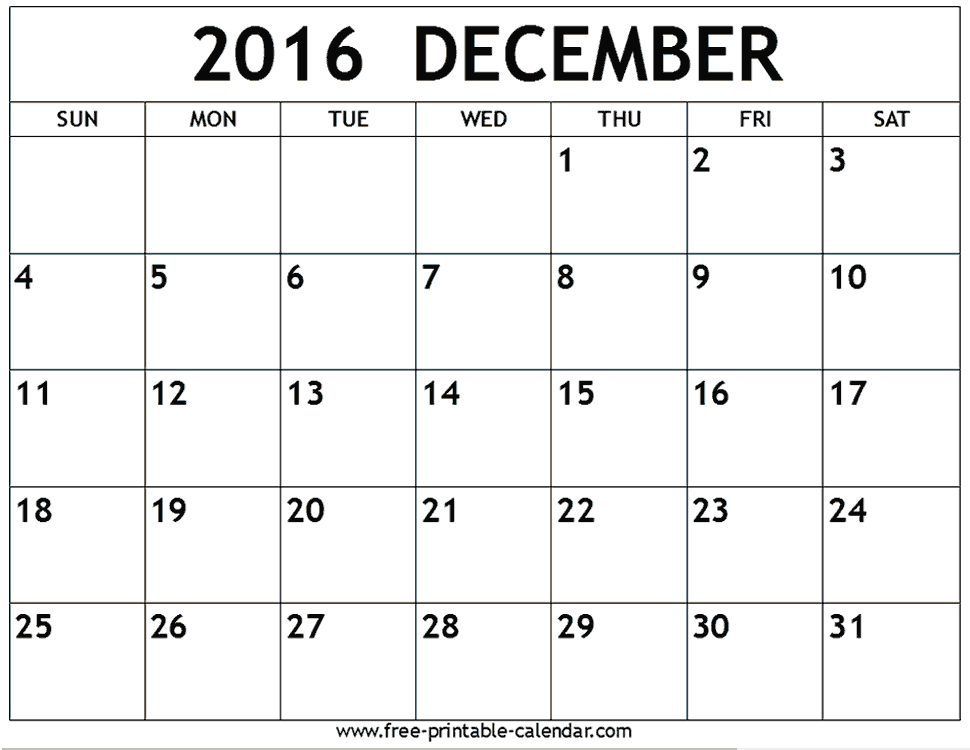 2016 DECEMBER
SUN MON TUE WED THU FRI SAT
1 2 3
4 5 6 7 8 9 10
11 12 13 14 15 16 17
18 19 20 21 22 23 24
25 26 27 28 29 30 31
www.free-printable-calendar.com